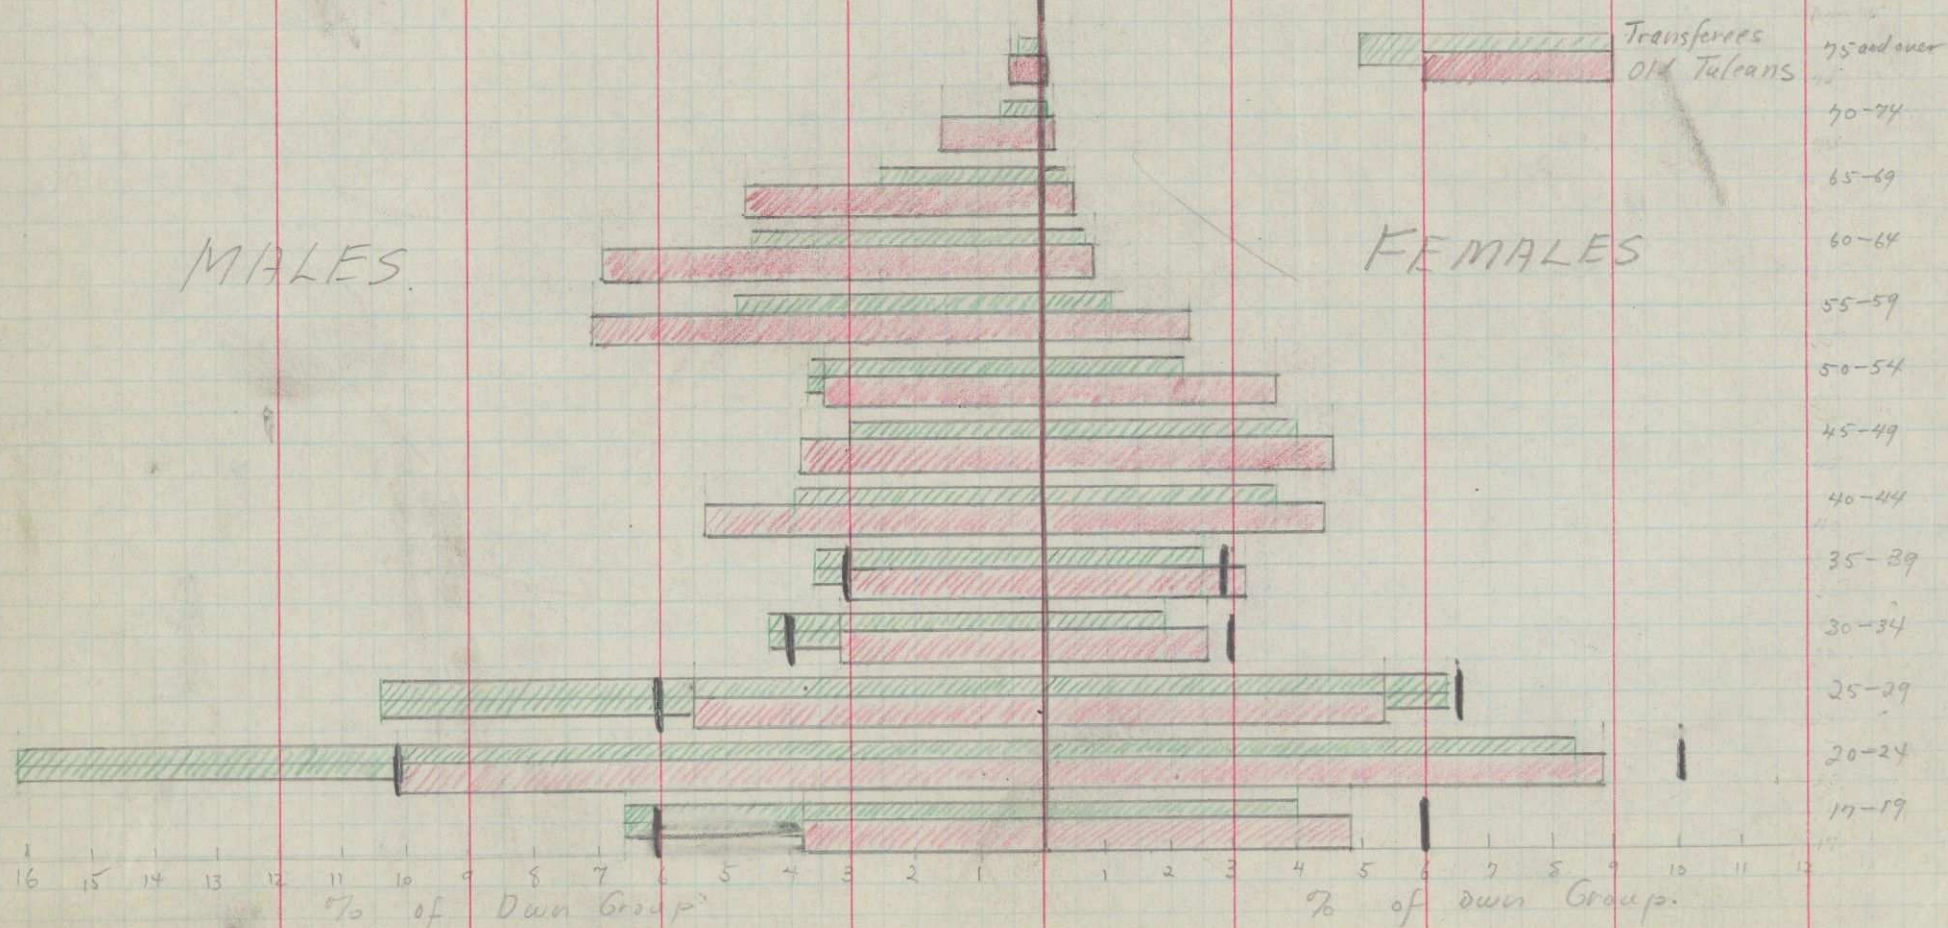 Transferees
Old Tuleans
75 and over
70-74
65-69
MALES.
FEMALES
60-64
55-59
50-54
45-49
40-44
35-39
30-34
25-29
20-24
17-19
16 15 14 13 12 11 10 9 8 7 6 5 4 3 2 1 1 2 3 4 5 6 7 8 9 10 11 12
% of Own Group
% of Own Group.